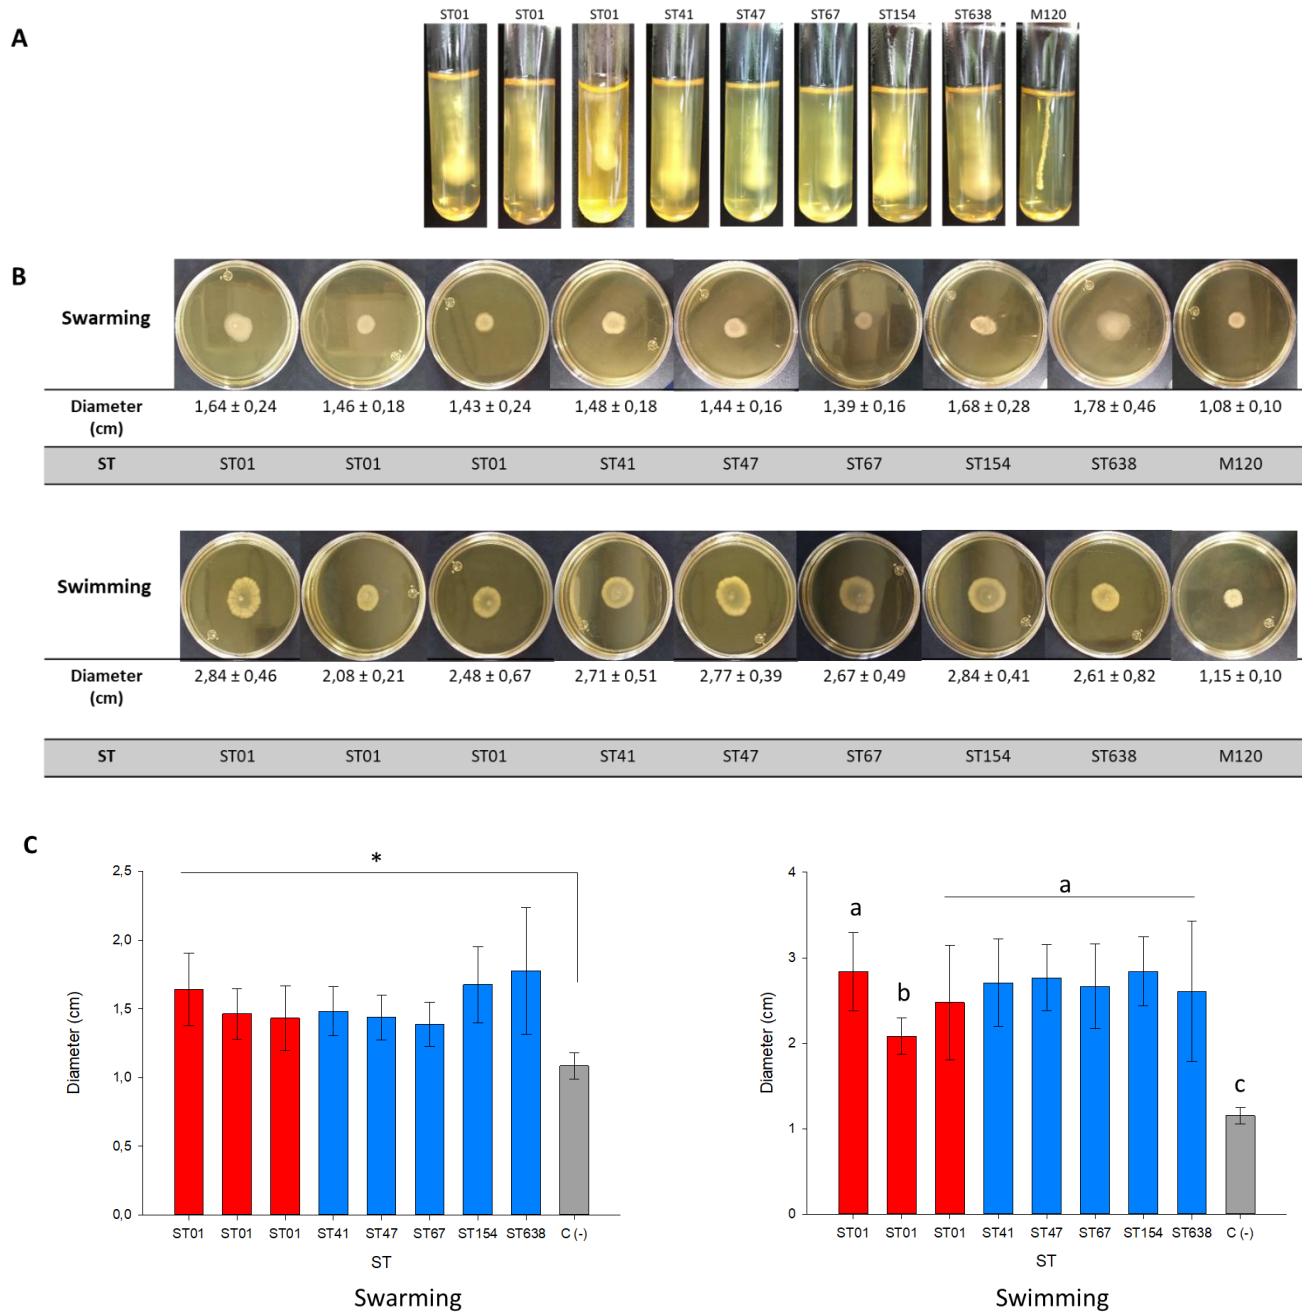 A
ST01 ST01 ST01 ST41 ST47 ST67 ST154 ST638 M120
B
Swarming
Diameter (cm) 1,64 ± 0,24 1,46 ± 0,18 1,43 ± 0,24 1,48 ± 0,18 1,44 ± 0,16 1,39 ± 0,16 1,68 ± 0,28 1,78 ± 0,46 1,08 ± 0,10
ST ST01 ST01 ST01 ST41 ST47 ST67 ST154 ST638 M120
Swimming
Diameter (cm) 2,84 ± 0,46 2,08 ± 0,21 2,48 ± 0,67 2,71 ± 0,51 2,77 ± 0,39 2,67 ± 0,49 2,84 ± 0,41 2,61 ± 0,82 1,15 ± 0,10
ST ST01 ST01 ST01 ST41 ST47 ST67 ST154 ST638 M120
C
*
2,5
2,0
1,5
1,0
0,5
0,0
Diameter (cm)
ST01 ST01 ST01 ST41 ST47 ST67 ST154 ST638 C (-)
ST
Swarming
a
a
b
c
4
3
2
1
0
Diameter (cm)
ST01 ST01 ST01 ST41 ST47 ST67 ST154 ST638 C (-)
ST
Swimming